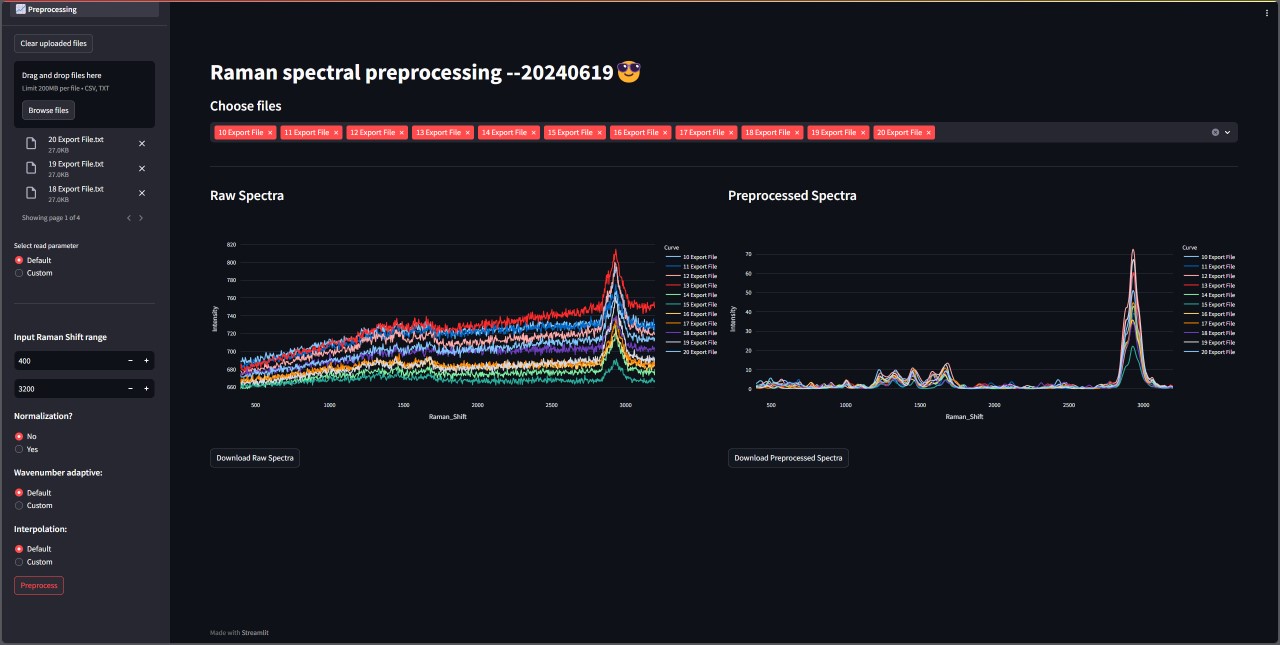 Preprocessing
Clear uploaded files
Drag and drop files here
Limit 200MB per file • CSV, TXT
Browse files
20 Export File.txt
27.0KB
19 Export File.txt
27.0KB
18 Export File.txt
27.0KB
Showing page 1 of 4
Select read parameter
Default
Custom
Input Raman Shift range
400
3200
Normalization?
No
Yes
Wavenumber adaptive:
Default
Custom
Interpolation:
Default
Custom
Preprocess
Raman spectral preprocessing --20240619
Choose files
10 Export File × 11 Export File × 12 Export File × 13 Export File × 14 Export File × 15 Export File × 16 Export File × 17 Export File × 18 Export File × 19 Export File × 20 Export File ×
Raw Spectra
820
800
780
760
740
720
700
680
660
Intensity
500 1000 1500 2000 2500 3000
Raman_Shift
Curve
10 Export File
11 Export File
12 Export File
13 Export File
14 Export File
15 Export File
16 Export File
17 Export File
18 Export File
19 Export File
20 Export File
Download Raw Spectra
Preprocessed Spectra
70
60
50
40
30
20
10
0
Intensity
500 1000 1500 2000 2500 3000
Raman_Shift
Curve
10 Export File
11 Export File
12 Export File
13 Export File
14 Export File
15 Export File
16 Export File
17 Export File
18 Export File
19 Export File
20 Export File
Download Preprocessed Spectra
Made with Streamlit